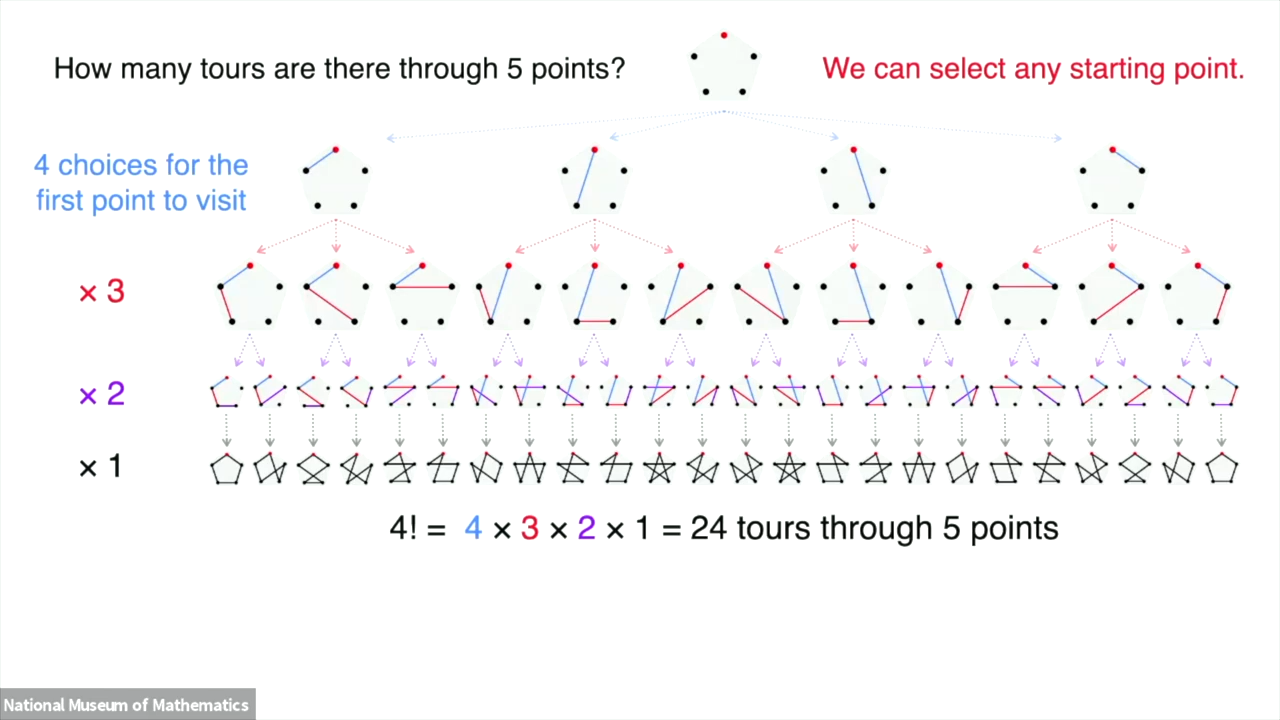 How many tours are there through 5 points?
We can select any starting point.
4 choices for the
first point to visit
× 3
× 2
× 1
4! = 4 × 3 × 2 × 1 = 24 tours through 5 points
National Museum of Mathematics